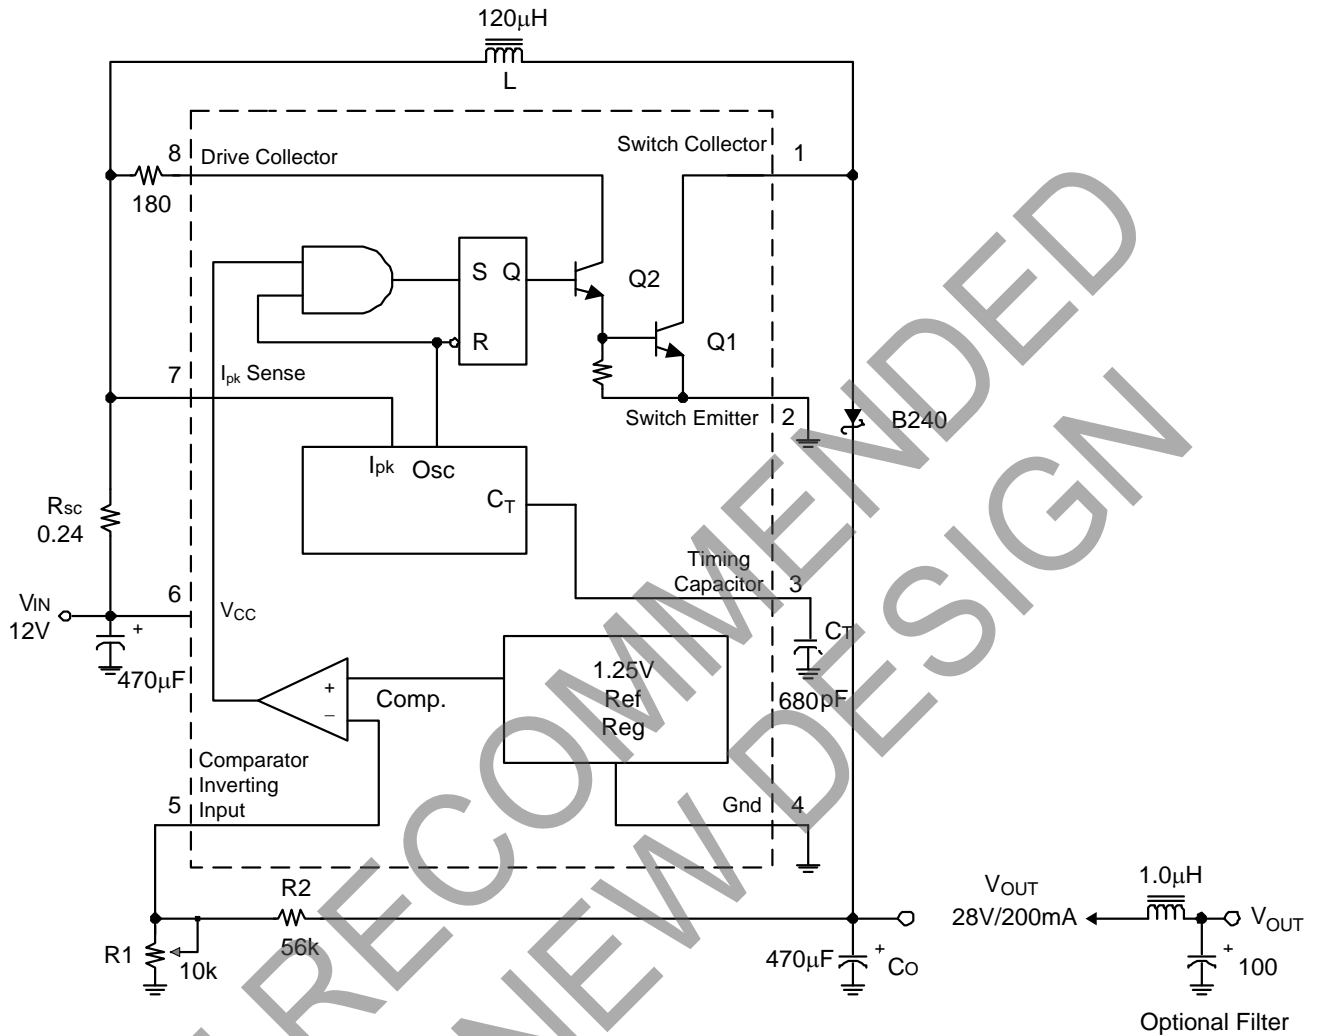 120µH
L
8
Drive Collector
Switch Collector
1
180
S
Q
Q2
R
Q1
7
Ipk Sense
Switch Emitter
2
B240
Ipk
Osc
CT
Rsc
0.24
Timing
Capacitor
3
6
VIN
12V
VCC
CT
470µF
680pF
+
+
−
Comp.
1.25V
Ref
Reg
Comparator
Inverting
Input
5
Gnd
4
R2
56k
R1
10k
470µF
+
CO
VOUT
28V/200mA
1.0µH
VOUT
+
100
Optional Filter
RECOMMENDED
NEW DESIGN